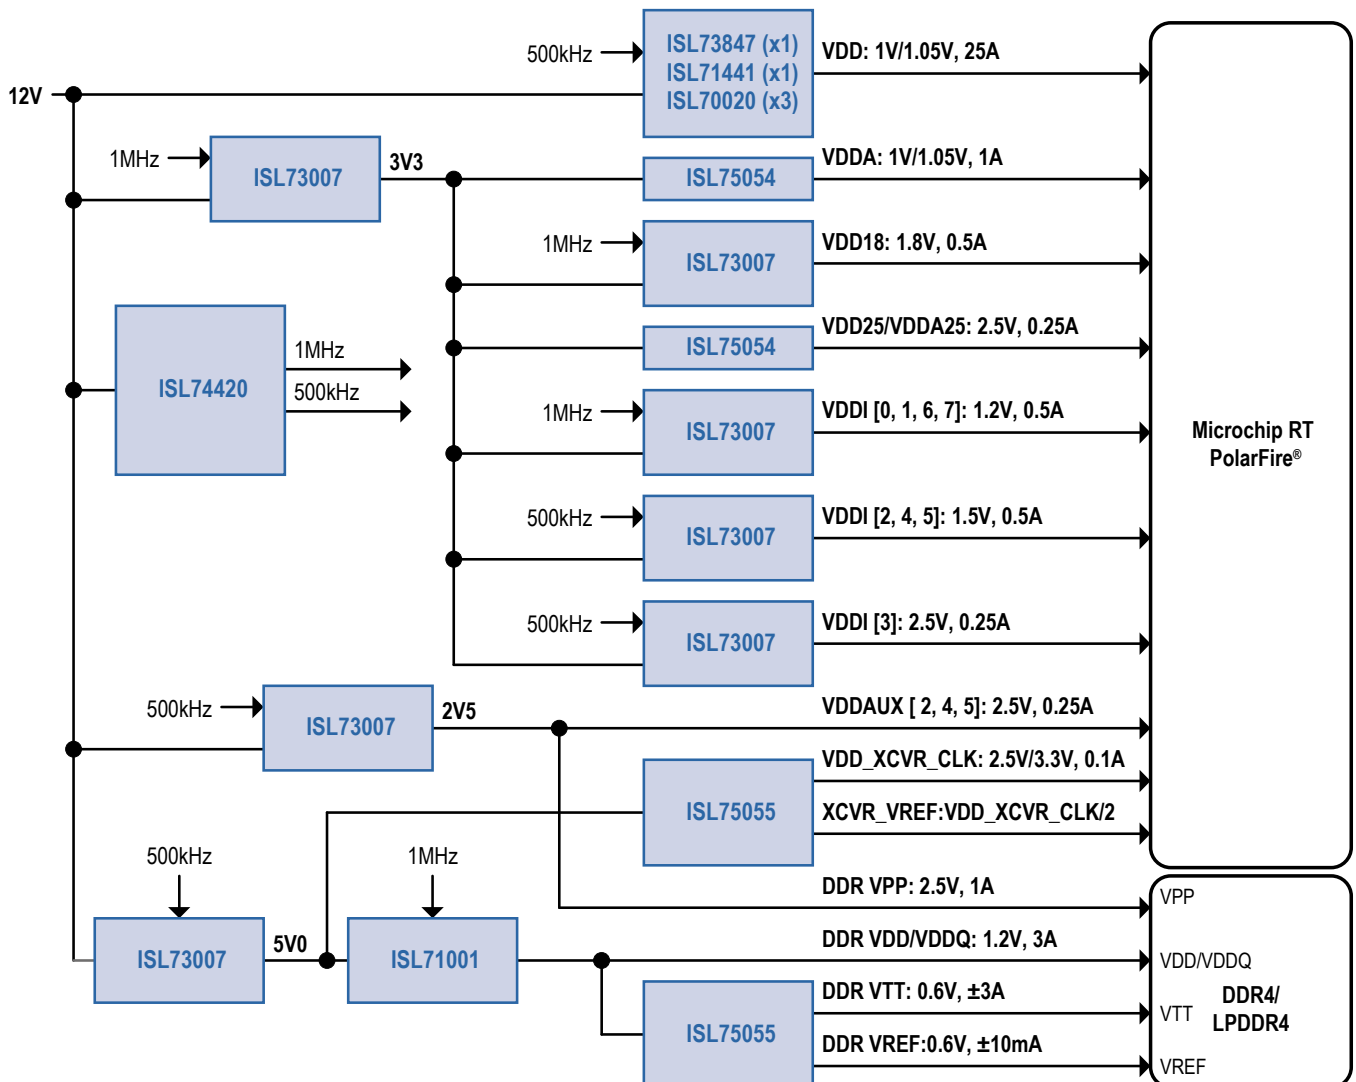 12V
500kHz
ISL73847 (x1)
ISL71441 (x1)
ISL70020 (x3)
VDD: 1V/1.05V, 25A
1MHz
ISL73007
3V3
ISL75054
VDDA: 1V/1.05V, 1A
1MHz
ISL73007
VDD18: 1.8V, 0.5A
ISL74420
1MHz
500kHz
ISL75054
VDD25/VDDA25: 2.5V, 0.25A
1MHz
ISL73007
VDDI [0, 1, 6, 7]: 1.2V, 0.5A
Microchip RT
PolarFire®
500kHz
ISL73007
VDDI [2, 4, 5]: 1.5V, 0.5A
500kHz
ISL73007
VDDI [3]: 2.5V, 0.25A
500kHz
ISL73007
2V5
VDDAUX [ 2, 4, 5]: 2.5V, 0.25A
ISL75055
VDD_XCVR_CLK: 2.5V/3.3V, 0.1A
XCVR_VREF:VDD_XCVR_CLK/2
500kHz
ISL73007
5V0
1MHz
ISL71001
DDR VPP: 2.5V, 1A
VPP
DDR VDD/VDDQ: 1.2V, 3A
VDD/VDDQ
ISL75055
DDR VTT: 0.6V, ±3A
VTT
DDR4/
LPDDR4
DDR VREF:0.6V, ±10mA
VREF